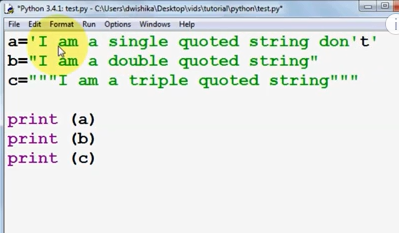 *Python 3.4.1: test.py - C:\Users\dwishika\Desktop\vids\tutorial\python\test.py*
File Edit Format Run Options Windows Help
a='I am a single quoted string don't'
b="I am a double quoted string"
c="""I am a triple quoted string"""
print (a)
print (b)
print (c)